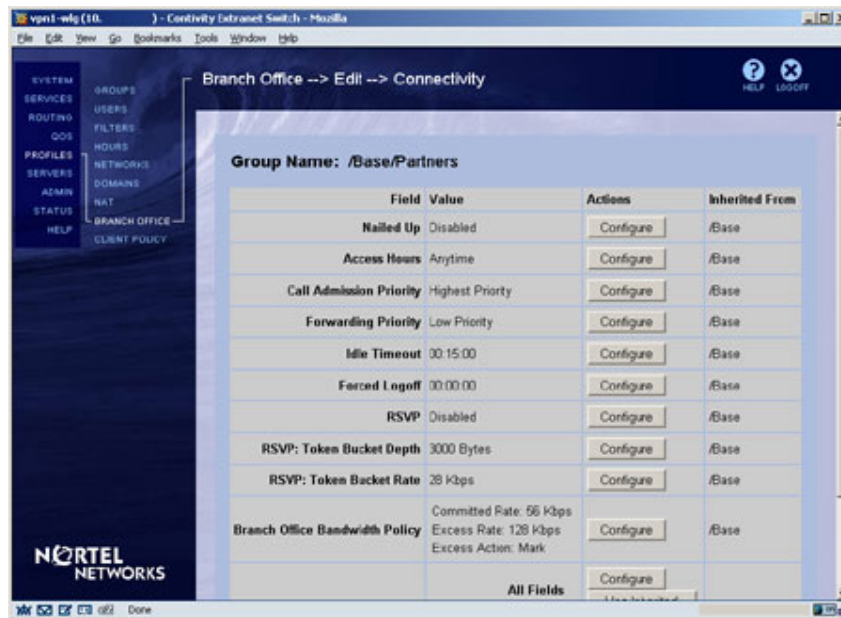 vpn1-wlg (10. ) - Contivity Extranet Switch - Mozilla
File Edit View Go Bookmarks Tools Window Help
Branch Office --> Edit --> Connectivity
HELP LOGOFF
SYSTEM
SERVICES
ROUTING
QOS
PROFILES
SERVERS
ADMIN
STATUS
HELP
GROUPS
USERS
FILTERS
HOURS
NETWORKS
DOMAINS
NAT
BRANCH OFFICE
CLIENT POLICY
Group Name: /Base/Partners
Field Value Actions Inherited From
Nailed Up Disabled Configure /Base
Access Hours Anytime Configure /Base
Call Admission Priority Highest Priority Configure /Base
Forwarding Priority Low Priority Configure /Base
Idle Timeout 00:15:00 Configure /Base
Forced Logoff 00:00:00 Configure /Base
RSVP Disabled Configure /Base
RSVP: Token Bucket Depth 3000 Bytes Configure /Base
RSVP: Token Bucket Rate 28 Kbps Configure /Base
Branch Office Bandwidth Policy Committed Rate: 56 Kbps
Excess Rate: 128 Kbps
Excess Action: Mark Configure /Base
All Fields Configure
NORTEL
NETWORKS
Done